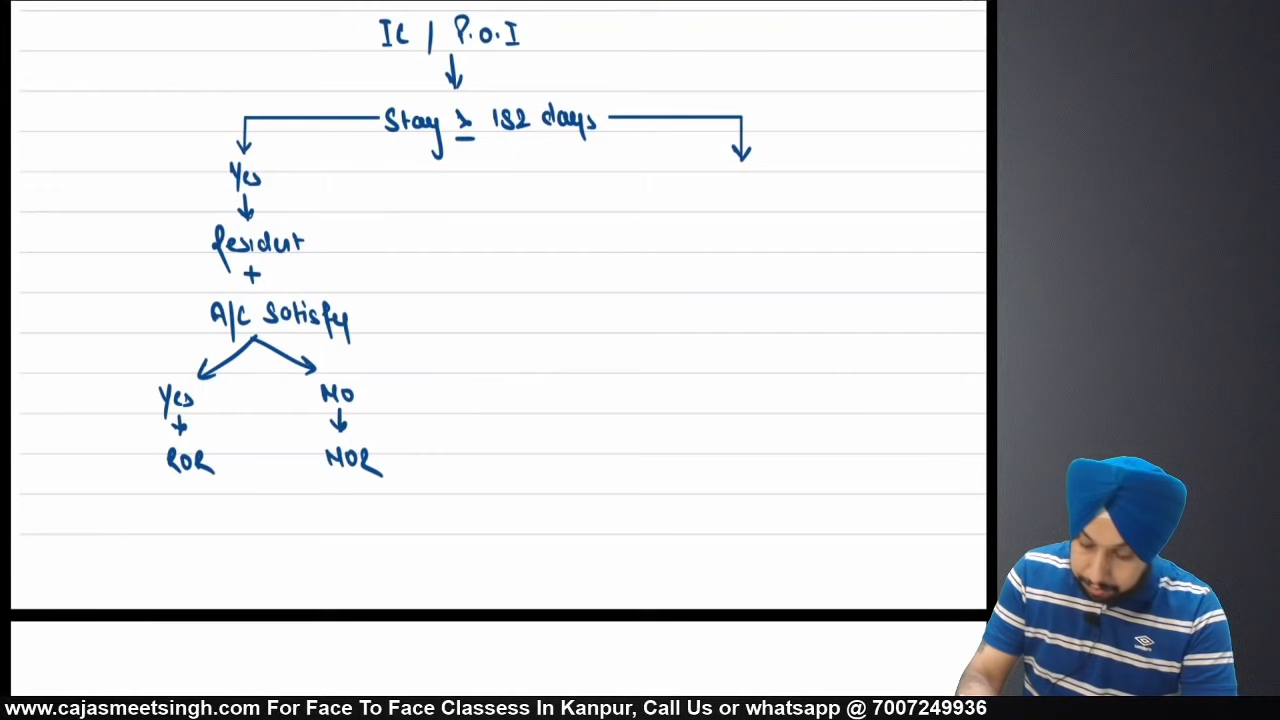 IC | P.O.I
Stay ≥ 182 days
Yes
Resident
+
A/C Satisfy
Yes No
ROR NOR
UMBRO
www.cajasmeetsingh.com For Face To Face Classess In Kanpur, Call Us or whatsapp @ 7007249936